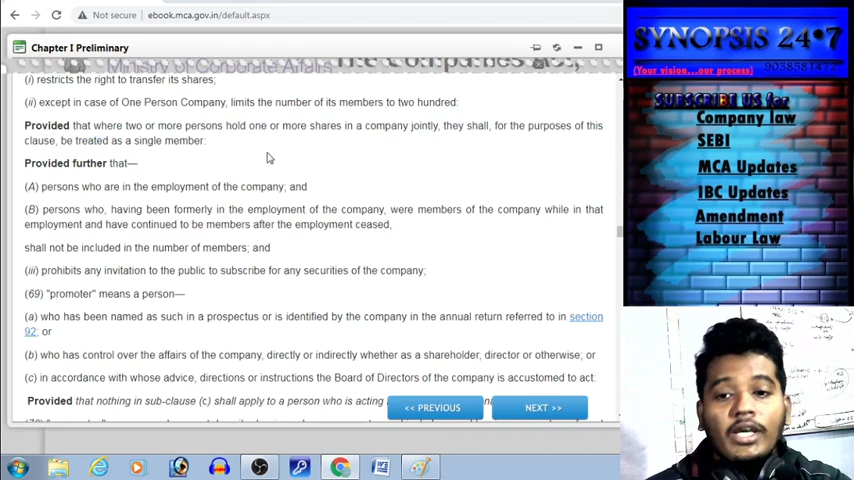 Not secure
ebook.mca.gov.in/default.aspx
Chapter I Preliminary
Ministry of Corporate Affairs
The Companies Act,
(i) restricts the right to transfer its shares;
(ii) except in case of One Person Company, limits the number of its members to two hundred:
Provided that where two or more persons hold one or more shares in a company jointly, they shall, for the purposes of this
clause, be treated as a single member:
Provided further that—
(A) persons who are in the employment of the company; and
(B) persons who, having been formerly in the employment of the company, were members of the company while in that
employment and have continued to be members after the employment ceased,
shall not be included in the number of members; and
(iii) prohibits any invitation to the public to subscribe for any securities of the company;
(69) "promoter" means a person—
(a) who has been named as such in a prospectus or is identified by the company in the annual return referred to in section
92; or
(b) who has control over the affairs of the company, directly or indirectly whether as a shareholder, director or otherwise; or
(c) in accordance with whose advice, directions or instructions the Board of Directors of the company is accustomed to act:
Provided that nothing in sub-clause (c) shall apply to a person who is acting
<< PREVIOUS
NEXT >>
SYNOPSIS 24*7
(Your vision...our process)
9038581477
SUBSCRIBE US for
Company law
SEBI
MCA Updates
IBC Updates
Amendment
Labour Law